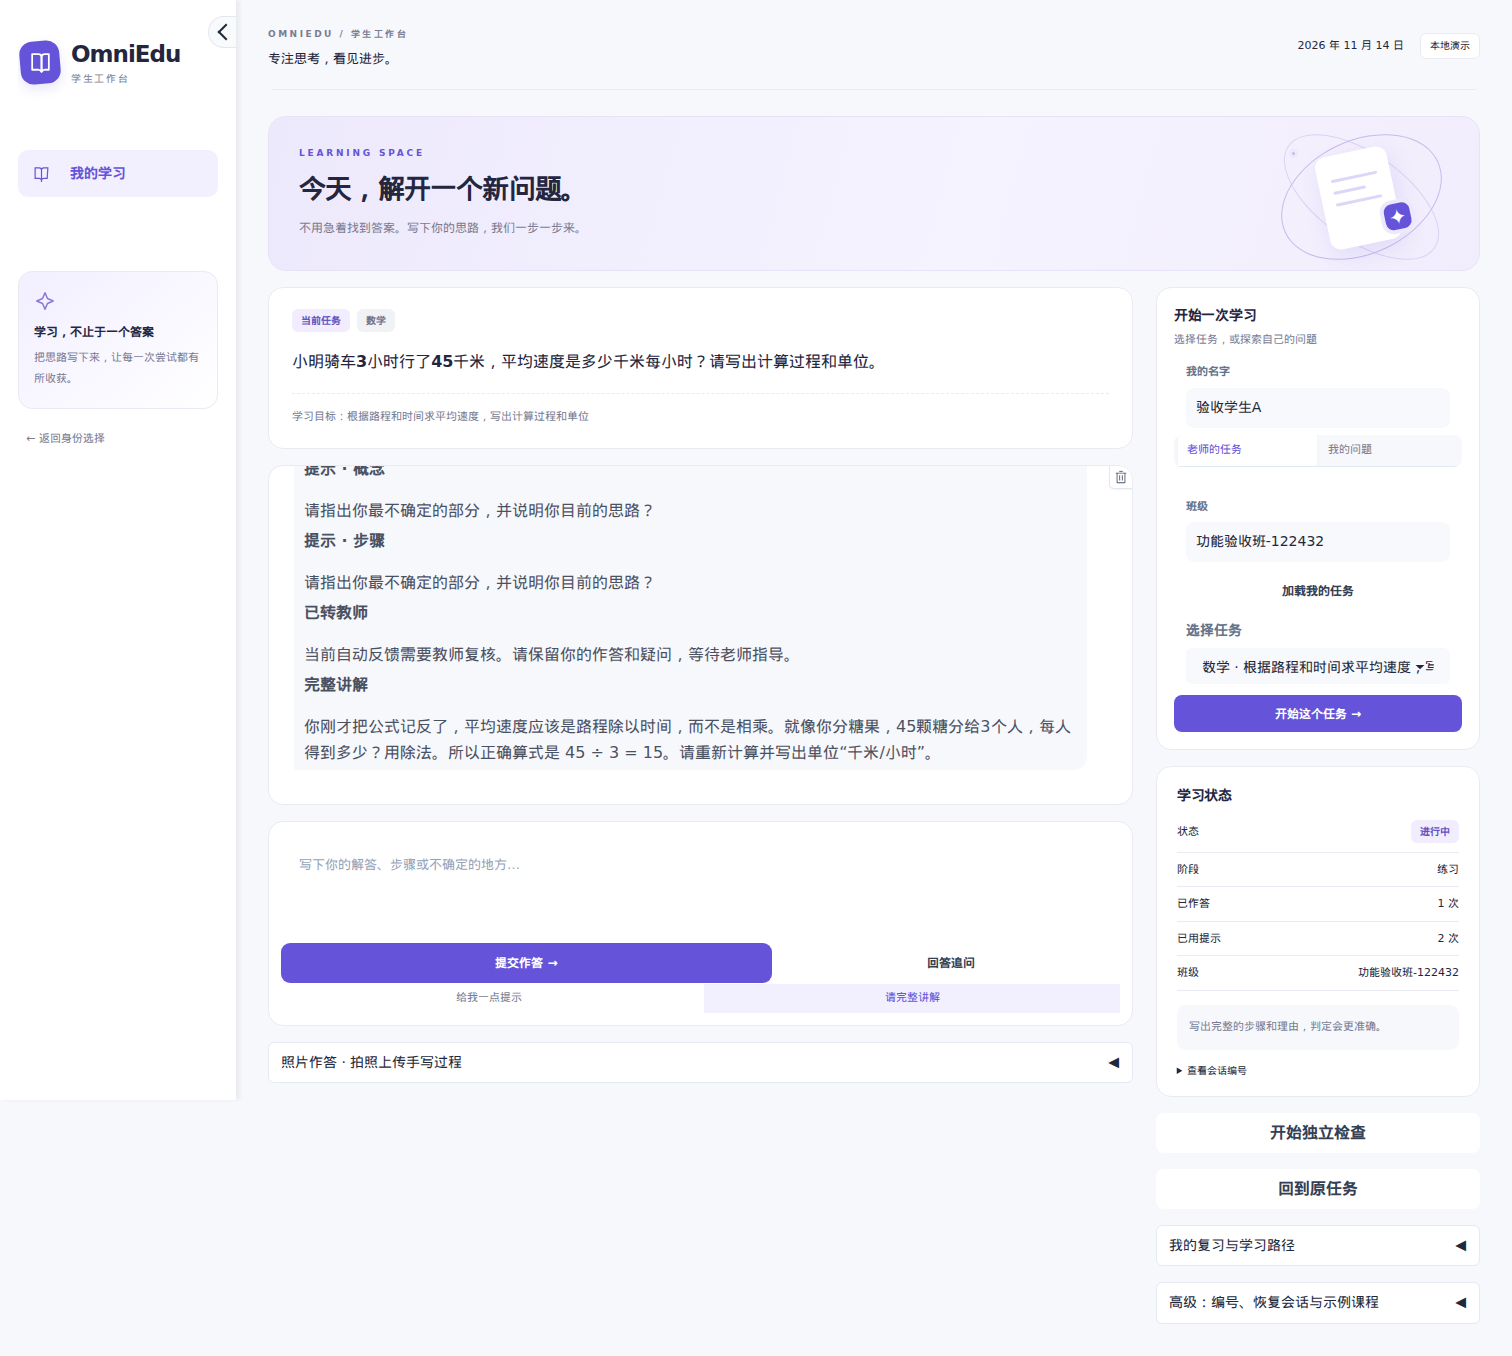 OmniEdu
学生工作台
我的学习
学习，不止于一个答案
把思路写下来，让每一次尝试都有
所收获。
← 返回身份选择
OMNIEDU / 学生工作台
专注思考，看见进步。
2026 年 11 月 14 日
本地演示
LEARNING SPACE
今天，解开一个新问题。
不用急着找到答案。写下你的思路，我们一步一步来。
当前任务 数学
小明骑车3小时行了45千米，平均速度是多少千米每小时？请写出计算过程和单位。
学习目标：根据路程和时间求平均速度，写出计算过程和单位
提示 · 概念
请指出你最不确定的部分，并说明你目前的思路？
提示 · 步骤
请指出你最不确定的部分，并说明你目前的思路？
已转教师
当前自动反馈需要教师复核。请保留你的作答和疑问，等待老师指导。
完整讲解
你刚才把公式记反了，平均速度应该是路程除以时间，而不是相乘。就像你分糖果，45颗糖分给3个人，每人
得到多少？用除法。所以正确算式是 45 ÷ 3 = 15。请重新计算并写出单位“千米/小时”。
写下你的解答、步骤或不确定的地方...
提交作答 →
回答追问
给我一点提示
请完整讲解
照片作答 · 拍照上传手写过程
开始一次学习
选择任务，或探索自己的问题
我的名字
验收学生A
老师的任务
我的问题
班级
功能验收班-122432
加载我的任务
选择任务
数学 · 根据路程和时间求平均速度，
开始这个任务 →
学习状态
状态 进行中
阶段 练习
已作答 1 次
已用提示 2 次
班级 功能验收班-122432
写出完整的步骤和理由，判定会更准确。
查看会话编号
开始独立检查
回到原任务
我的复习与学习路径
高级：编号、恢复会话与示例课程